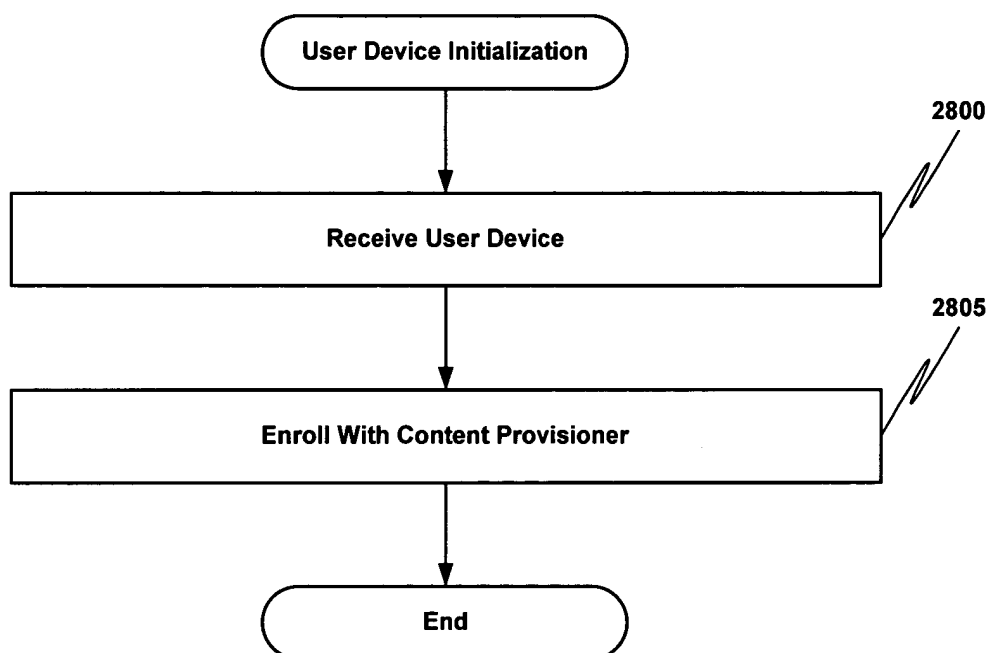 User Device Initialization
2800
Receive User Device
2805
Enroll With Content Provisioner
End